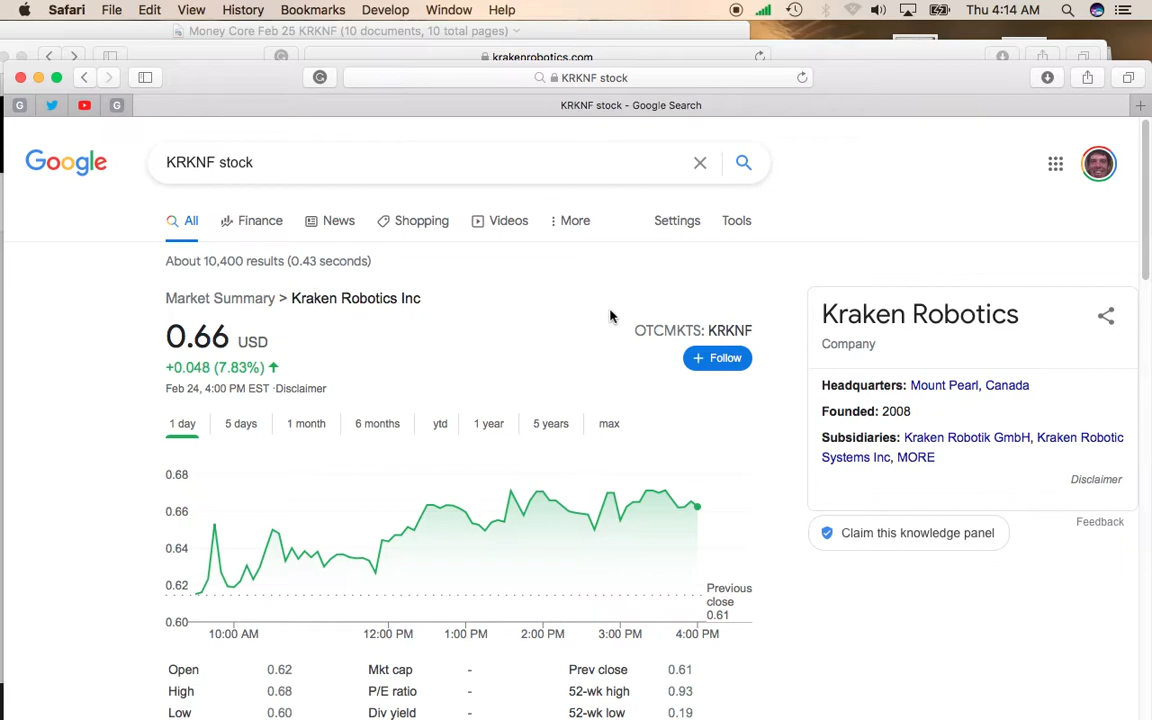 Safari File Edit View History Bookmarks Develop Window Help Thu 4:14 AM
Money Core Feb 25 KRKNF (10 documents, 10 total pages)
krakenrobotics.com
KRKNF stock
KRKNF stock - Google Search
Google
KRKNF stock
All Finance News Shopping Videos More Settings Tools
About 10,400 results (0.43 seconds)
Market Summary > Kraken Robotics Inc
0.66 USD
OTCMKTS: KRKNF
+0.048 (7.83%)
+ Follow
Feb 24, 4:00 PM EST · Disclaimer
1 day 5 days 1 month 6 months ytd 1 year 5 years max
0.68
0.66
0.64
0.62
0.60
Previous
close
0.61
10:00 AM 12:00 PM 1:00 PM 2:00 PM 3:00 PM 4:00 PM
Open 0.62 Mkt cap - Prev close 0.61
High 0.68 P/E ratio - 52-wk high 0.93
Low 0.60 Div yield - 52-wk low 0.19
Kraken Robotics
Company
Headquarters: Mount Pearl, Canada
Founded: 2008
Subsidiaries: Kraken Robotik GmbH, Kraken Robotic
Systems Inc, MORE
Disclaimer
Feedback
Claim this knowledge panel